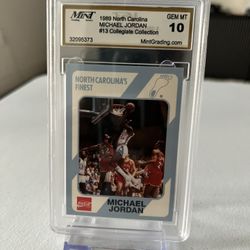 MINT
1989 North Carolina
MICHAEL JORDAN
#13 Collegiate Collection
GEM MT
10
32095373
MintGrading.com
NORTH CAROLINA'S
FINEST
MICHAEL
JORDAN